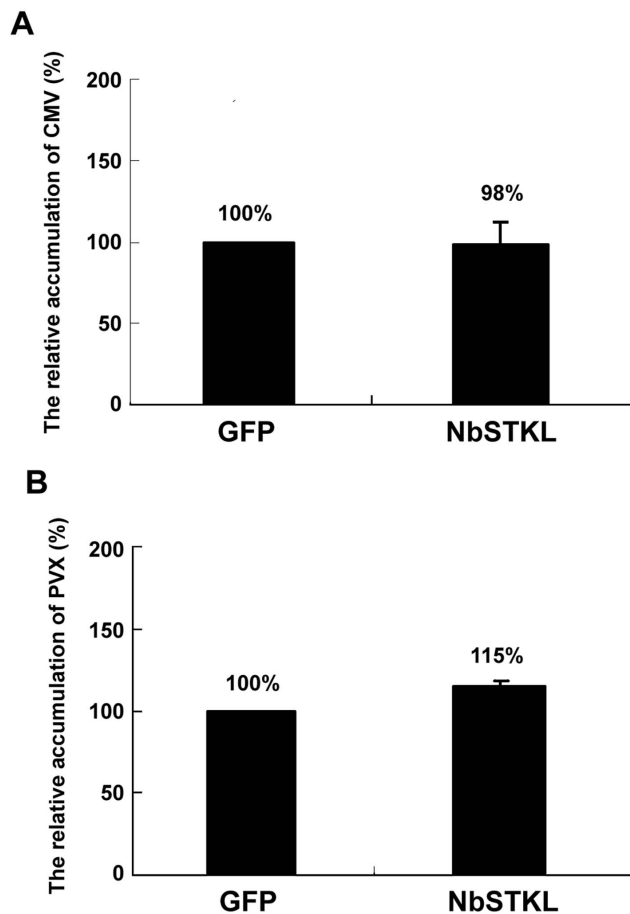 A
The relative accumulation of CMV (%)
200
150
100
50
0
100%
98%
GFP NbSTKL
B
The relative accumulation of PVX (%)
200
150
100
50
0
100%
115%
GFP NbSTKL